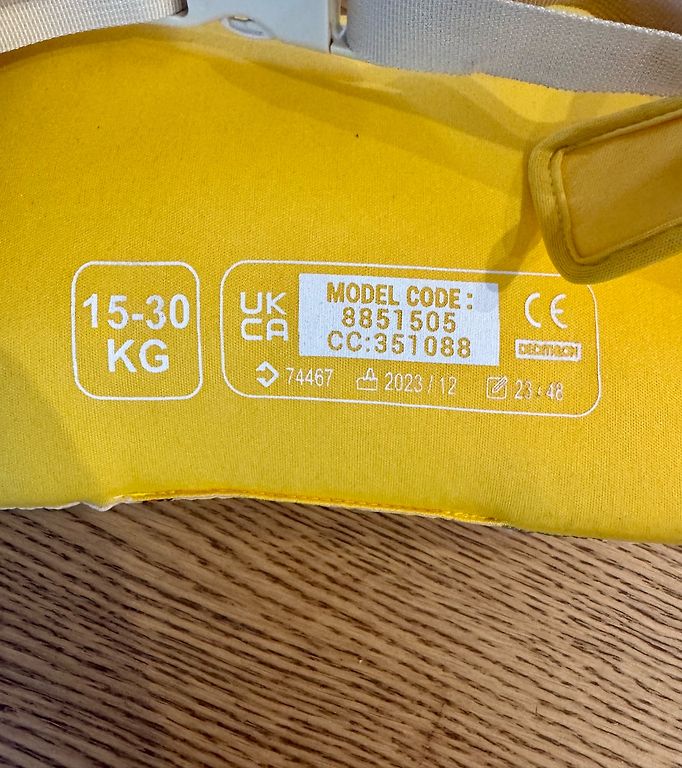 15-30
KG
UK
CA
MODEL CODE:
8851505
CC:351088
CE
DECATHLON
74467
2023/12
23/48